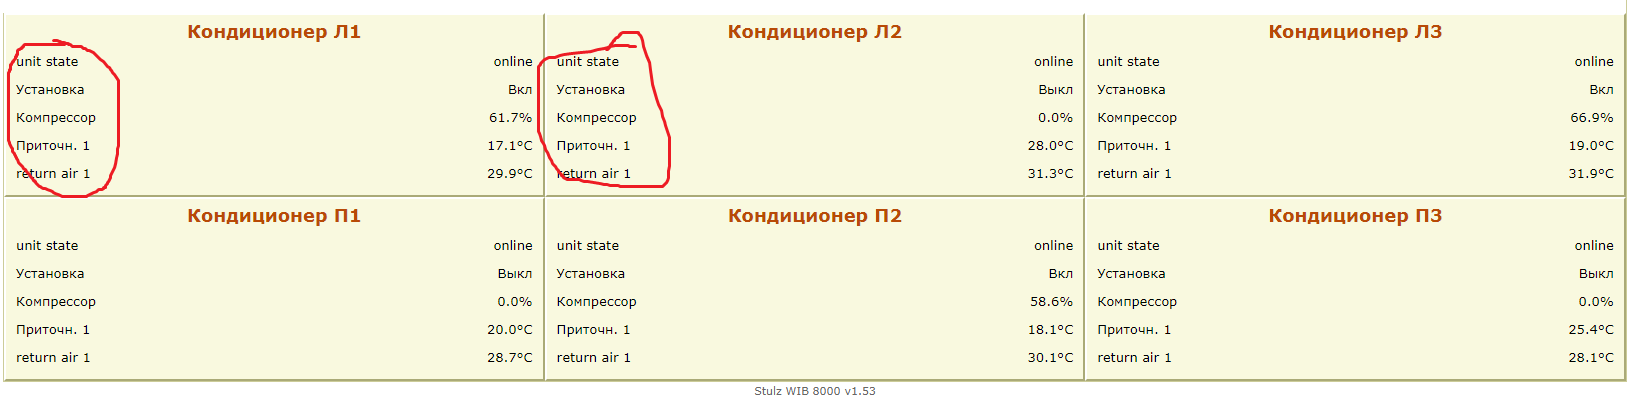 Кондиционер Л1
unit state online
Установка Вкл
Компрессор 61.7%
Приточн. 1 17.1°C
return air 1 29.9°C
Кондиционер Л2
unit state online
Установка Выкл
Компрессор 0.0%
Приточн. 1 28.0°C
return air 1 31.3°C
Кондиционер Л3
unit state online
Установка Вкл
Компрессор 66.9%
Приточн. 1 19.0°C
return air 1 31.9°C
Кондиционер П1
unit state online
Установка Выкл
Компрессор 0.0%
Приточн. 1 20.0°C
return air 1 28.7°C
Кондиционер П2
unit state online
Установка Вкл
Компрессор 58.6%
Приточн. 1 18.1°C
return air 1 30.1°C
Кондиционер П3
unit state online
Установка Выкл
Компрессор 0.0%
Приточн. 1 25.4°C
return air 1 28.1°C
Stulz WIB 8000 v1.53